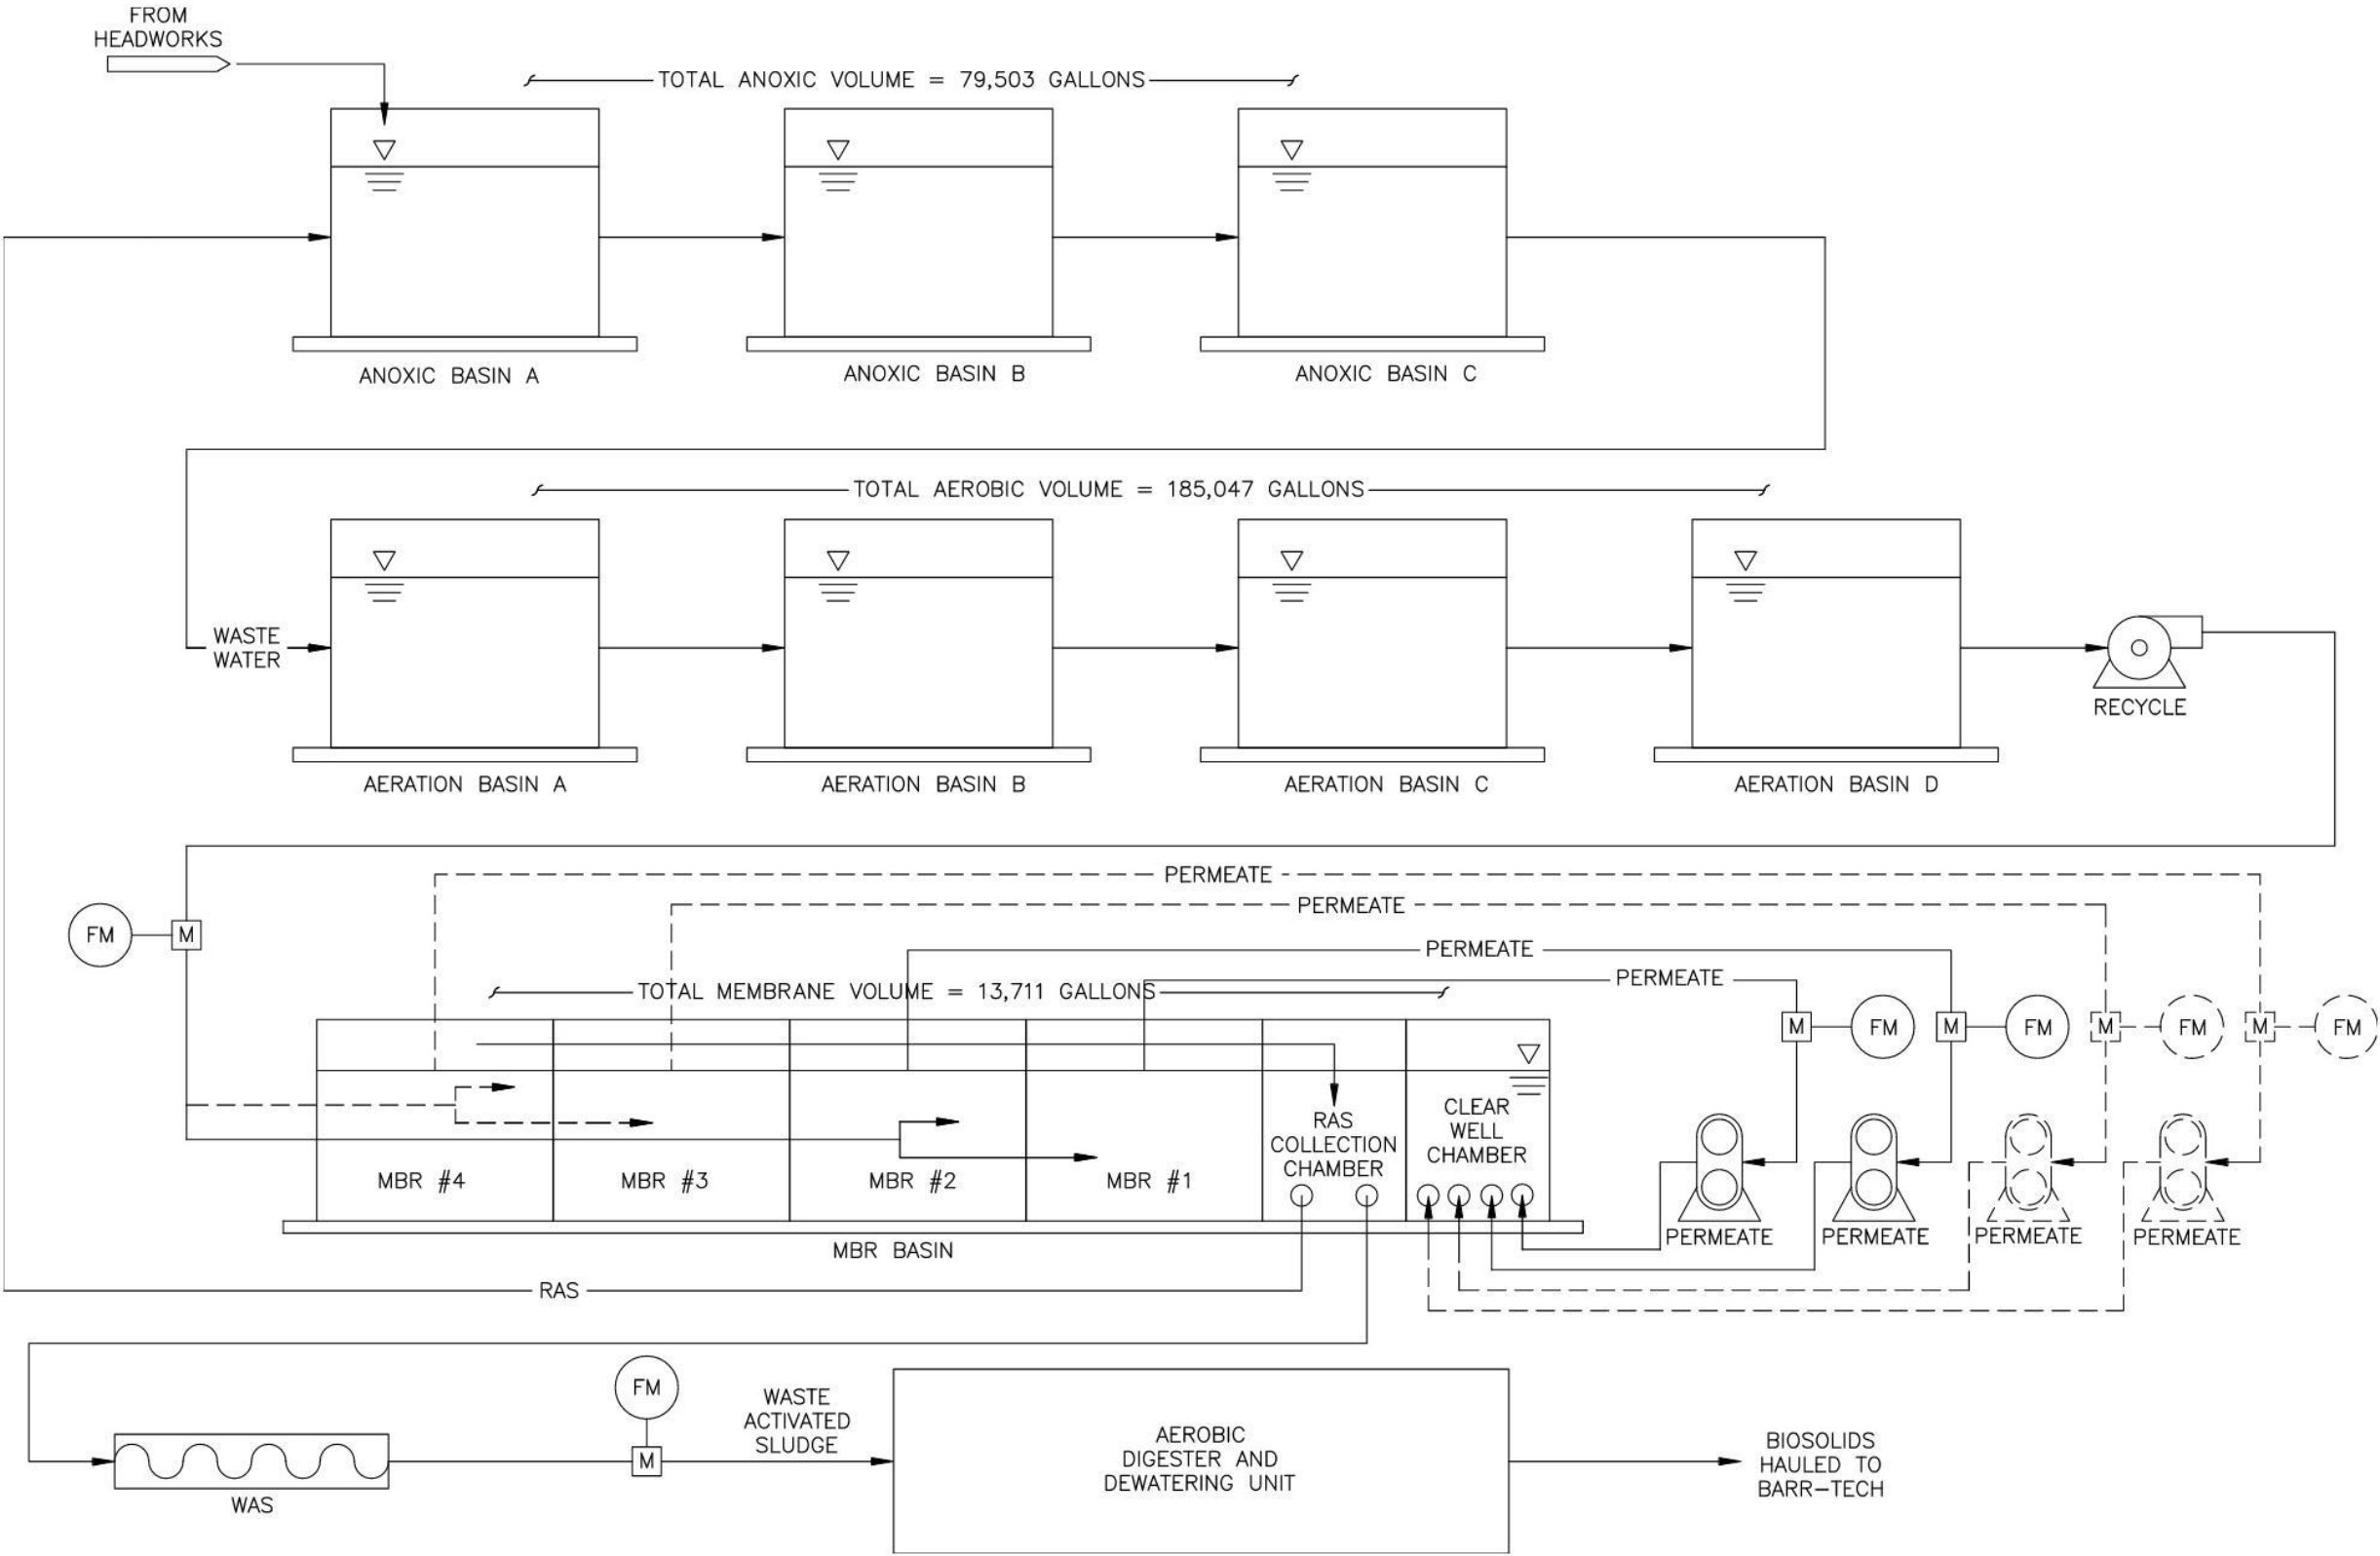 FROM
HEADWORKS
TOTAL ANOXIC VOLUME = 79,503 GALLONS
ANOXIC BASIN A
ANOXIC BASIN B
ANOXIC BASIN C
TOTAL AEROBIC VOLUME = 185,047 GALLONS
WASTE
WATER
RECYCLE
AERATION BASIN A
AERATION BASIN B
AERATION BASIN C
AERATION BASIN D
PERMEATE
PERMEATE
PERMEATE
PERMEATE
FM
M
TOTAL MEMBRANE VOLUME = 13,711 GALLONS
M
FM
M
FM
M
FM
M
FM
MBR #4
MBR #3
MBR #2
MBR #1
RAS
COLLECTION
CHAMBER
CLEAR
WELL
CHAMBER
PERMEATE
PERMEATE
PERMEATE
PERMEATE
MBR BASIN
RAS
FM
M
WASTE
ACTIVATED
SLUDGE
WAS
AEROBIC
DIGESTER AND
DEWATERING UNIT
BIOSOLIDS
HAULED TO
BARR-TECH